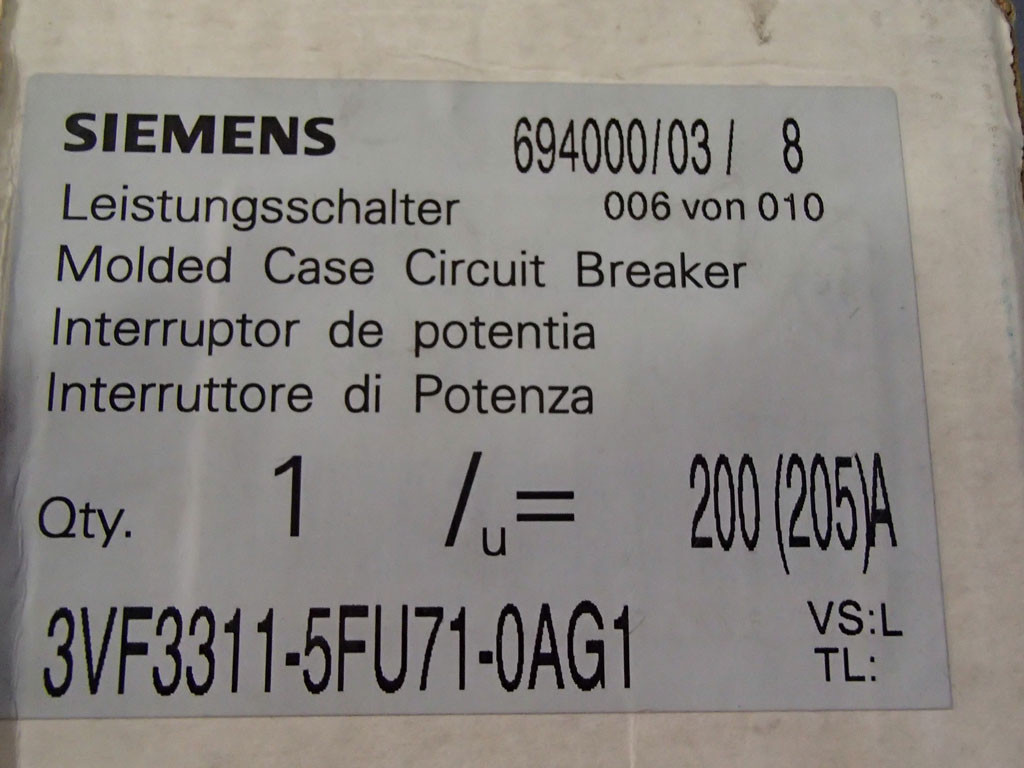 SIEMENS 694000/03/ 8
Leistungsschalter 006 von 010
Molded Case Circuit Breaker
Interruptor de potentia
Interruttore di Potenza
Qty. 1 Iu= 200 (205)A
3VF3311-5FU71-0AG1 VS:L
TL: